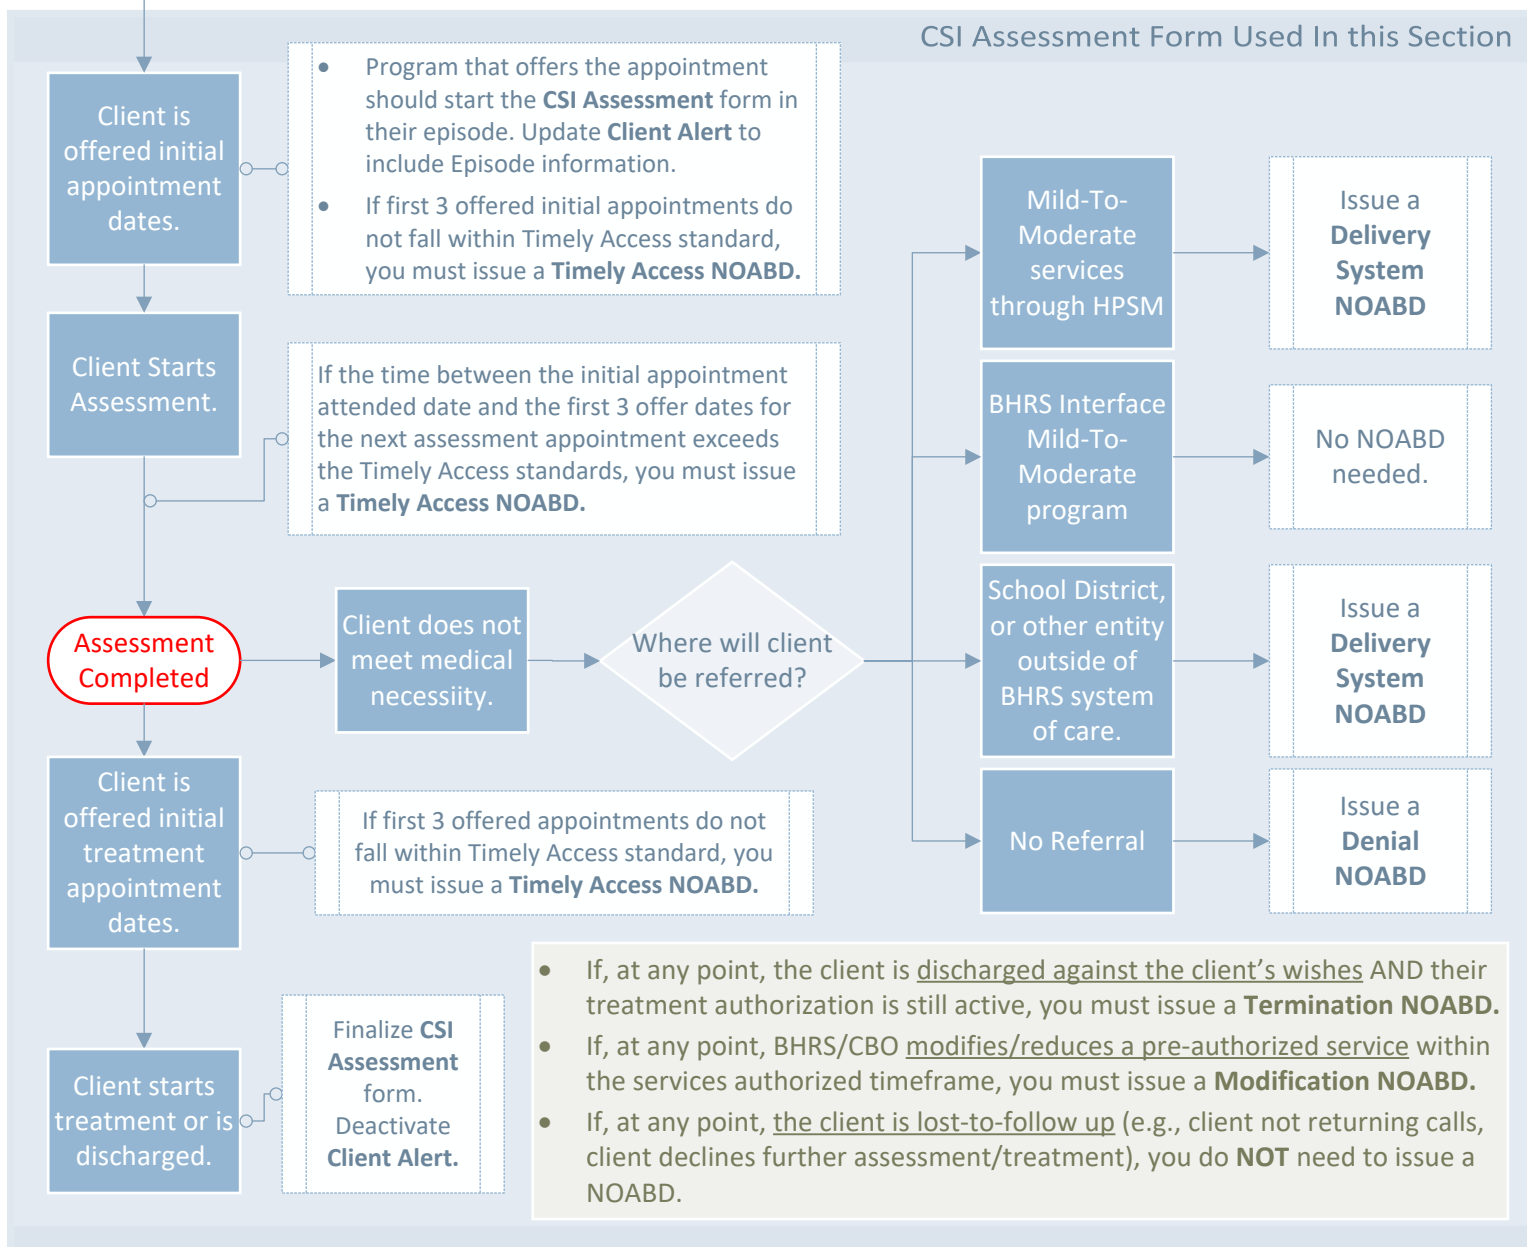 CSI Assessment Form Used In this Section
Client is
offered initial
appointment
dates.
• Program that offers the appointment
should start the CSI Assessment form in
their episode. Update Client Alert to
include Episode information.
• If first 3 offered initial appointments do
not fall within Timely Access standard,
you must issue a Timely Access NOABD.
Client Starts
Assessment.
If the time between the initial appointment
attended date and the first 3 offer dates for
the next assessment appointment exceeds
the Timely Access standards, you must issue
a Timely Access NOABD.
Assessment
Completed
Client does not
meet medical
necessiity.
Where will client
be referred?
Mild-To-
Moderate
services
through HPSM
Issue a
Delivery
System
NOABD
BHRS Interface
Mild-To-
Moderate
program
No NOABD
needed.
School District,
or other entity
outside of
BHRS system
of care.
Issue a
Delivery
System
NOABD
No Referral
Issue a
Denial
NOABD
Client is
offered initial
treatment
appointment
dates.
If first 3 offered appointments do not
fall within Timely Access standard, you
must issue a Timely Access NOABD.
Client starts
treatment or is
discharged.
Finalize CSI
Assessment
form.
Deactivate
Client Alert.
• If, at any point, the client is discharged against the client’s wishes AND their
treatment authorization is still active, you must issue a Termination NOABD.
• If, at any point, BHRS/CBO modifies/reduces a pre-authorized service within
the services authorized timeframe, you must issue a Modification NOABD.
• If, at any point, the client is lost-to-follow up (e.g., client not returning calls,
client declines further assessment/treatment), you do NOT need to issue a
NOABD.